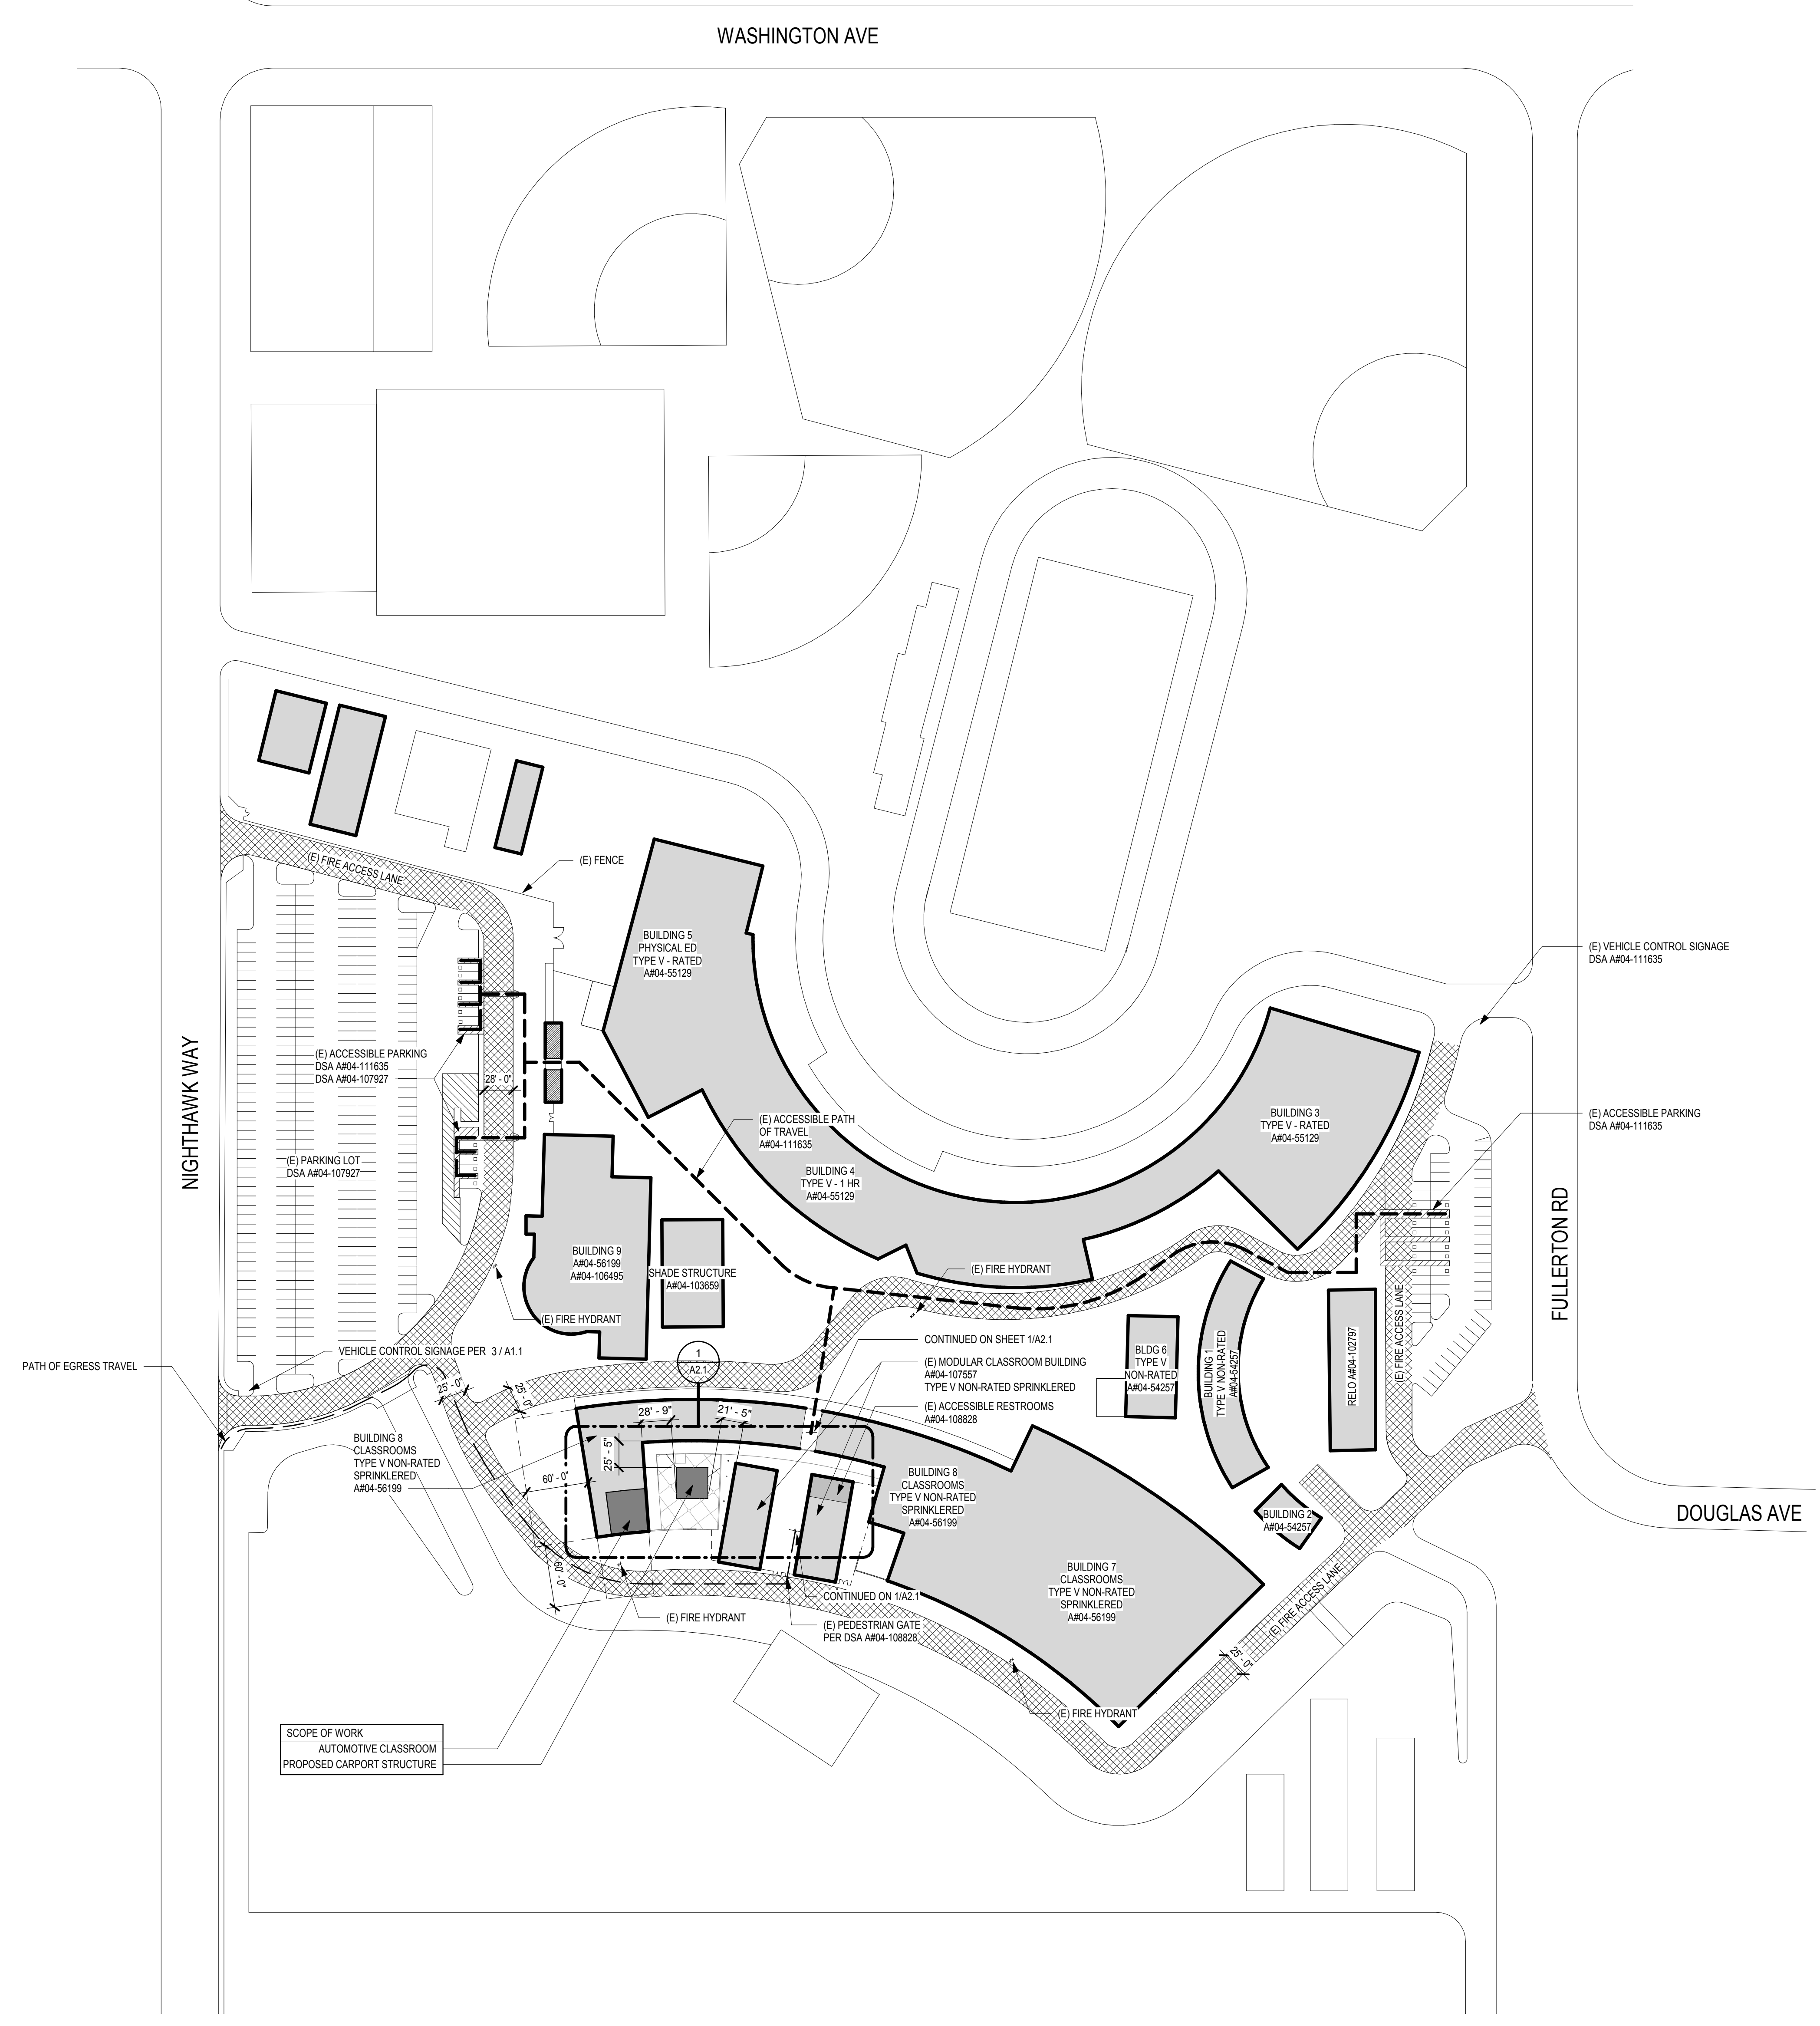 WASHINGTON AVE
(E) FIRE ACCESS LANE
(E) FENCE
BUILDING 5
PHYSICAL ED
TYPE V - RATED
A#04-55129
(E) VEHICLE CONTROL SIGNAGE
DSA A#04-111635
NIGHTHAWK WAY
(E) ACCESSIBLE PARKING
DSA A#04-111635
DSA A#04-107927
28' - 0"
(E) ACCESSIBLE PATH
OF TRAVEL
A#04-111635
BUILDING 3
TYPE V - RATED
A#04-55129
(E) ACCESSIBLE PARKING
DSA A#04-111635
(E) PARKING LOT
DSA A#04-107927
BUILDING 4
TYPE V - 1 HR
A#04-55129
FULLERTON RD
BUILDING 9
A#04-56199
A#04-106495
SHADE STRUCTURE
A#04-103659
(E) FIRE HYDRANT
(E) FIRE HYDRANT
VEHICLE CONTROL SIGNAGE PER 3 / A1.1
PATH OF EGRESS TRAVEL
1
A2.1
CONTINUED ON SHEET 1/A2.1
(E) MODULAR CLASSROOM BUILDING
A#04-107557
TYPE V NON-RATED SPRINKLERED
(E) ACCESSIBLE RESTROOMS
A#04-108828
BLDG 6
TYPE V
NON-RATED
A#04-54257
BUILDING 1
TYPE V NON-RATED
A#04-54257
RELO A#04-102797
(E) FIRE ACCESS LANE
25' - 0"
25' - 0"
28' - 9"
21' - 5"
25' - 5"
60' - 0"
BUILDING 8
CLASSROOMS
TYPE V NON-RATED
SPRINKLERED
A#04-56199
BUILDING 8
CLASSROOMS
TYPE V NON-RATED
SPRINKLERED
A#04-56199
BUILDING 2
A#04-54257
DOUGLAS AVE
60' - 0"
BUILDING 7
CLASSROOMS
TYPE V NON-RATED
SPRINKLERED
A#04-56199
CONTINUED ON 1/A2.1
(E) FIRE HYDRANT
(E) PEDESTRIAN GATE
PER DSA A#04-108828
(E) FIRE ACCESS LANE
25' - 0"
(E) FIRE HYDRANT
SCOPE OF WORK
AUTOMOTIVE CLASSROOM
PROPOSED CARPORT STRUCTURE